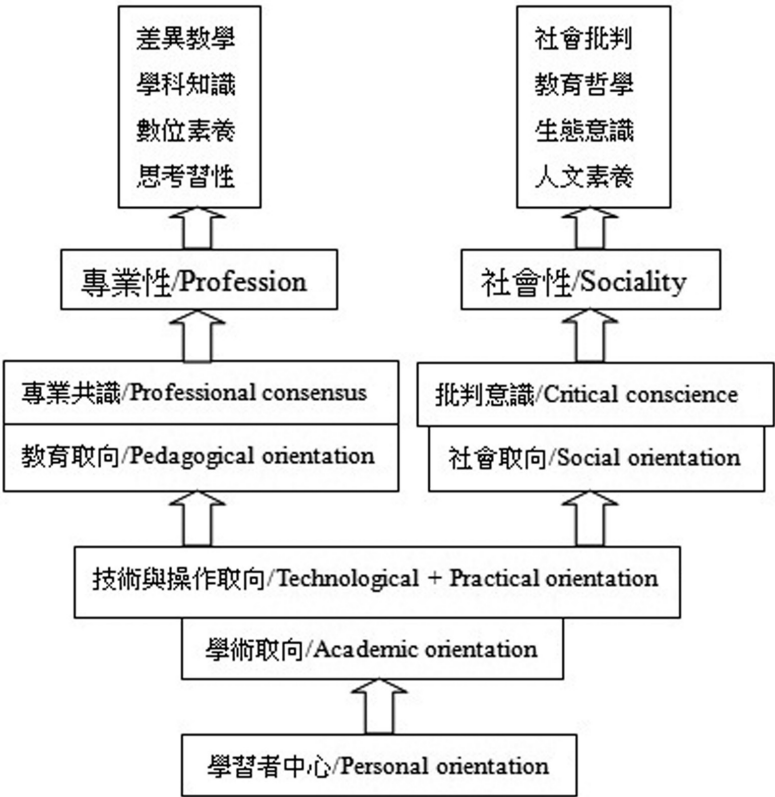 差異教學
學科知識
數位素養
思考習性
社會批判
教育哲學
生態意識
人文素養
專業性/Profession
社會性/Sociality
專業共識/Professional consensus
教育取向/Pedagogical orientation
批判意識/Critical conscience
社會取向/Social orientation
技術與操作取向/Technological + Practical orientation
學術取向/Academic orientation
學習者中心/Personal orientation